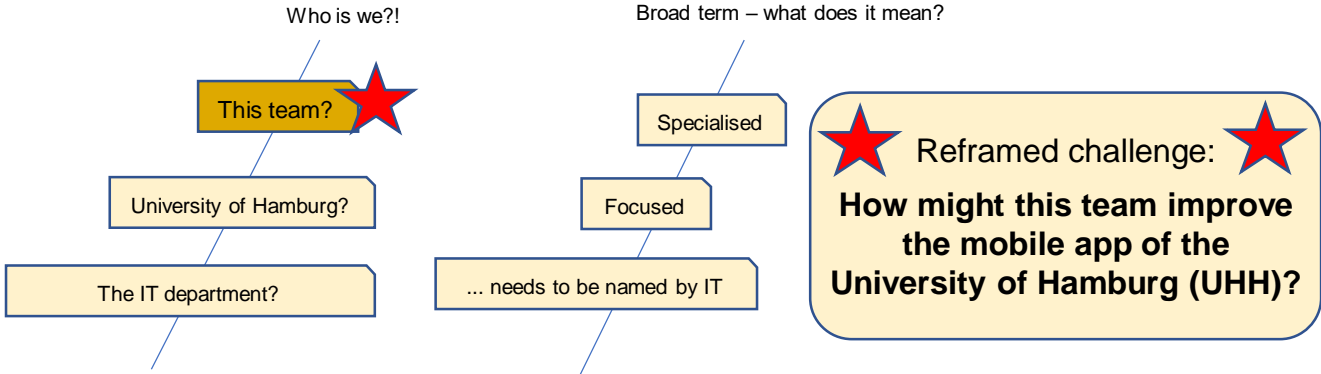 Who is we?!
This team?
University of Hamburg?
The IT department?
Broad term – what does it mean?
Specialised
Focused
... needs to be named by IT
Reframed challenge:
How might this team improve
the mobile app of the
University of Hamburg (UHH)?